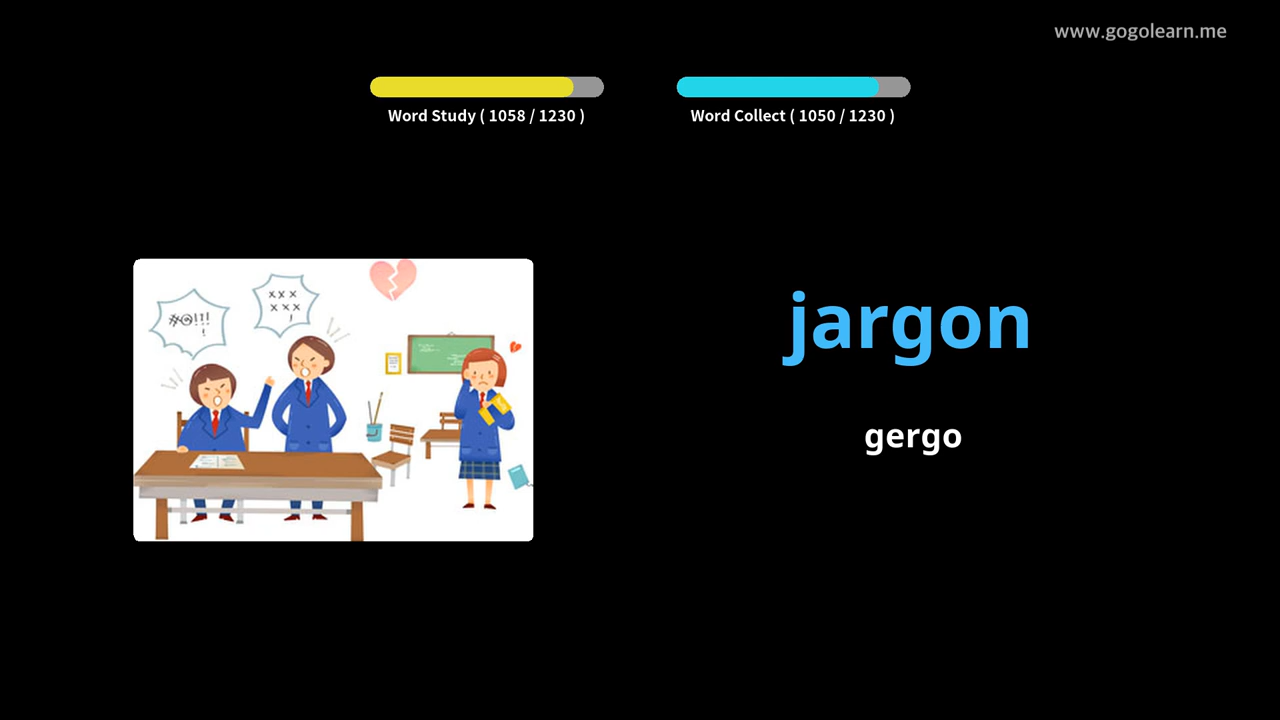 www.gogolearn.me
Word Study ( 1058 / 1230 )
Word Collect ( 1050 / 1230 )
#@!!!
!
x x x
x x x
!
jargon
gergo